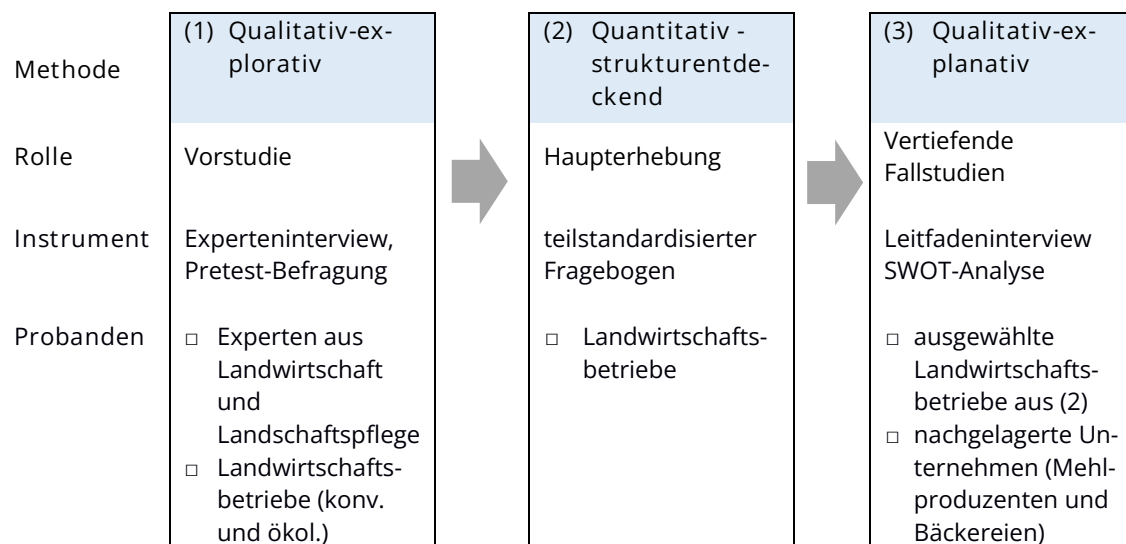 Methode
(1) Qualitativ-ex-
plorativ
(2) Quantitativ -
strukturentde-
ckend
(3) Qualitativ-ex-
planativ
Rolle
Vorstudie
Haupterhebung
Vertiefende
Fallstudien
Instrument
Experteninterview,
Pretest-Befragung
teilstandardisierter
Fragebogen
Leitfadeninterview
SWOT-Analyse
Probanden
□ Experten aus
Landwirtschaft
und
Landschaftspflege
□ Landwirtschafts-
betriebe (konv.
und ökol.)
□ Landwirtschafts-
betriebe
□ ausgewählte
Landwirtschafts-
betriebe aus (2)
□ nachgelagerte Un-
ternehmen (Mehl-
produzenten und
Bäckereien)